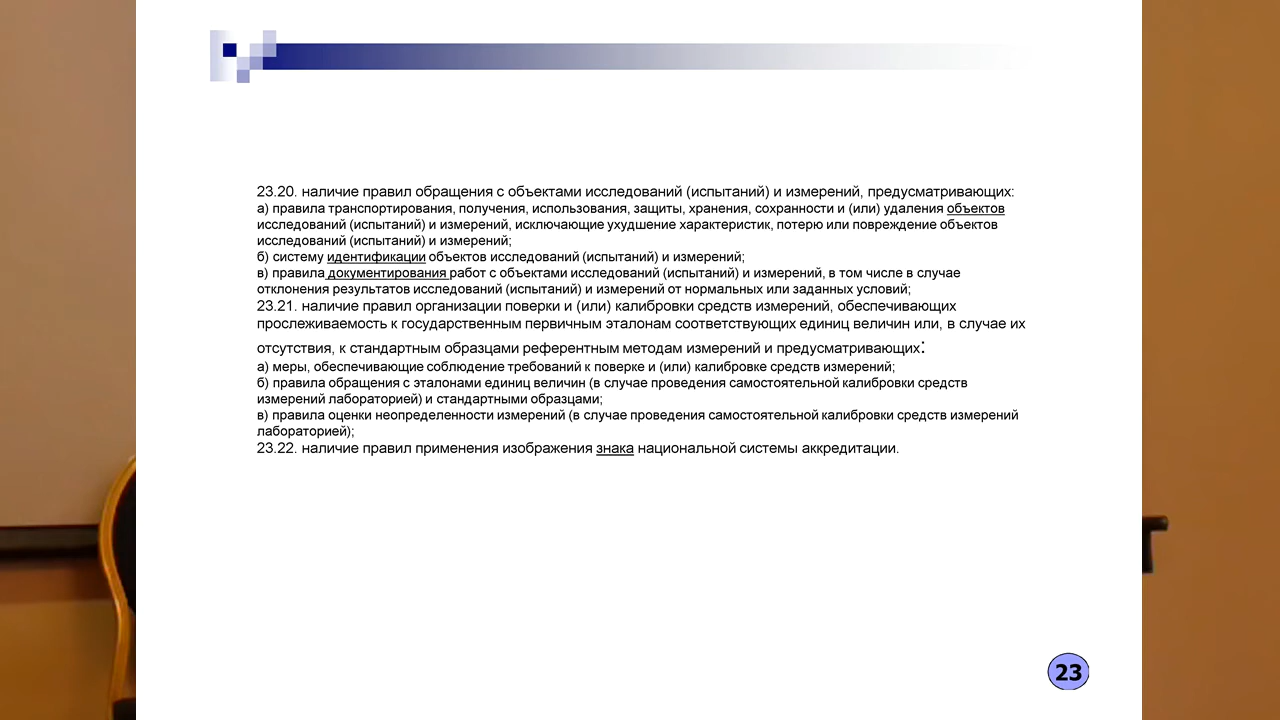 23.20. наличие правил обращения с объектами исследований (испытаний) и измерений, предусматривающих:
а) правила транспортирования, получения, использования, защиты, хранения, сохранности и (или) удаления объектов
исследований (испытаний) и измерений, исключающие ухудшение характеристик, потерю или повреждение объектов
исследований (испытаний) и измерений;
б) систему идентификации объектов исследований (испытаний) и измерений;
в) правила документирования работ с объектами исследований (испытаний) и измерений, в том числе в случае
отклонения результатов исследований (испытаний) и измерений от нормальных или заданных условий;
23.21. наличие правил организации поверки и (или) калибровки средств измерений, обеспечивающих
прослеживаемость к государственным первичным эталонам соответствующих единиц величин или, в случае их
отсутствия, к стандартным образцами референтным методам измерений и предусматривающих:
а) меры, обеспечивающие соблюдение требований к поверке и (или) калибровке средств измерений;
б) правила обращения с эталонами единиц величин (в случае проведения самостоятельной калибровки средств
измерений лабораторией) и стандартными образцами;
в) правила оценки неопределенности измерений (в случае проведения самостоятельной калибровки средств измерений
лабораторией);
23.22. наличие правил применения изображения знака национальной системы аккредитации.
23